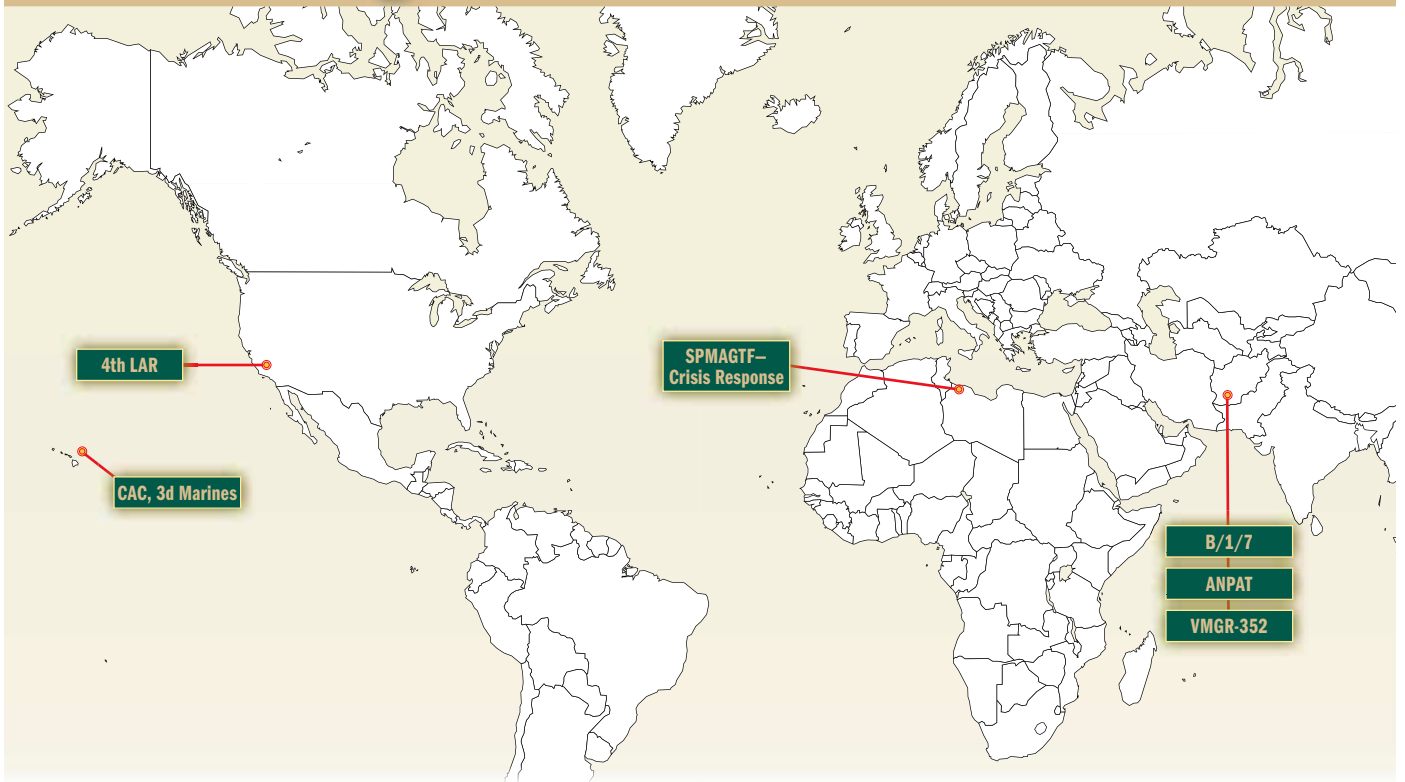 4th LAR
SPMAGTF–
Crisis Response
CAC, 3d Marines
B/1/7
ANPAT
VMGR-352